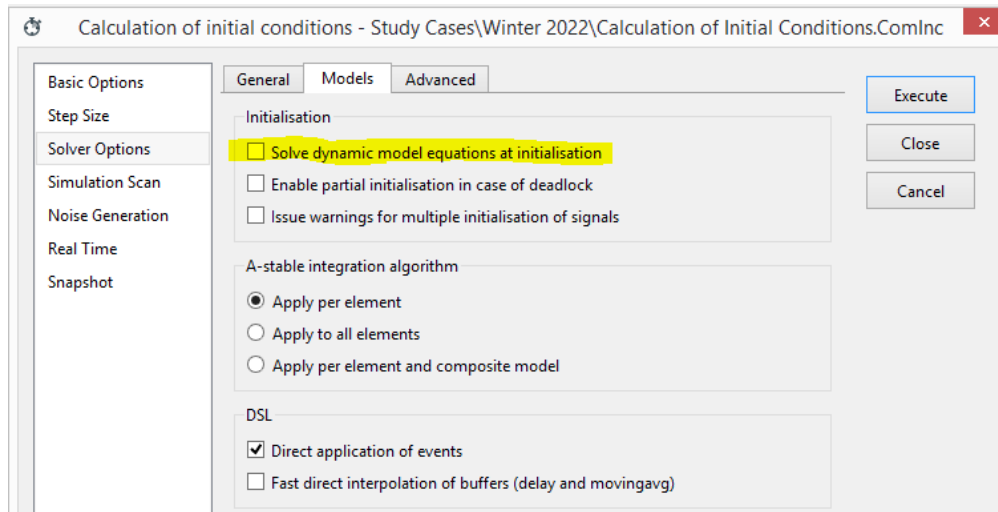 Calculation of initial conditions - Study Cases\Winter 2022\Calculation of Initial Conditions.ComInc
Basic Options
Step Size
Solver Options
Simulation Scan
Noise Generation
Real Time
Snapshot
General
Models
Advanced
Initialisation
Solve dynamic model equations at initialisation
Enable partial initialisation in case of deadlock
Issue warnings for multiple initialisation of signals
A-stable integration algorithm
Apply per element
Apply to all elements
Apply per element and composite model
DSL
Direct application of events
Fast direct interpolation of buffers (delay and movingavg)
Execute
Close
Cancel